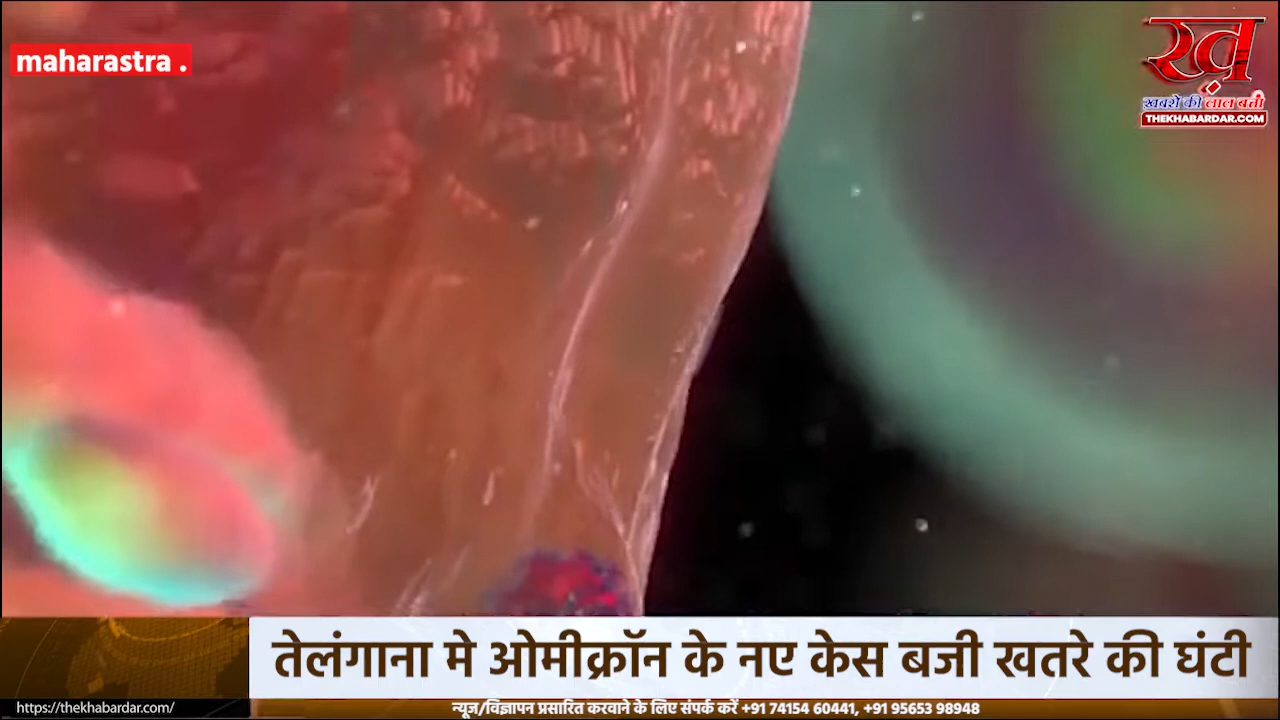 maharastra .
ख़
ख़बरों की लाल बत्ती
THEKHABARDAR.COM
तेलंगाना मे ओमीक्रॉन के नए केस बजी खतरे की घंटी
https://thekhabardar.com/
न्यूज/विज्ञापन प्रसारित करवाने के लिए संपर्क करें +91 74154 60441, +91 95653 98948